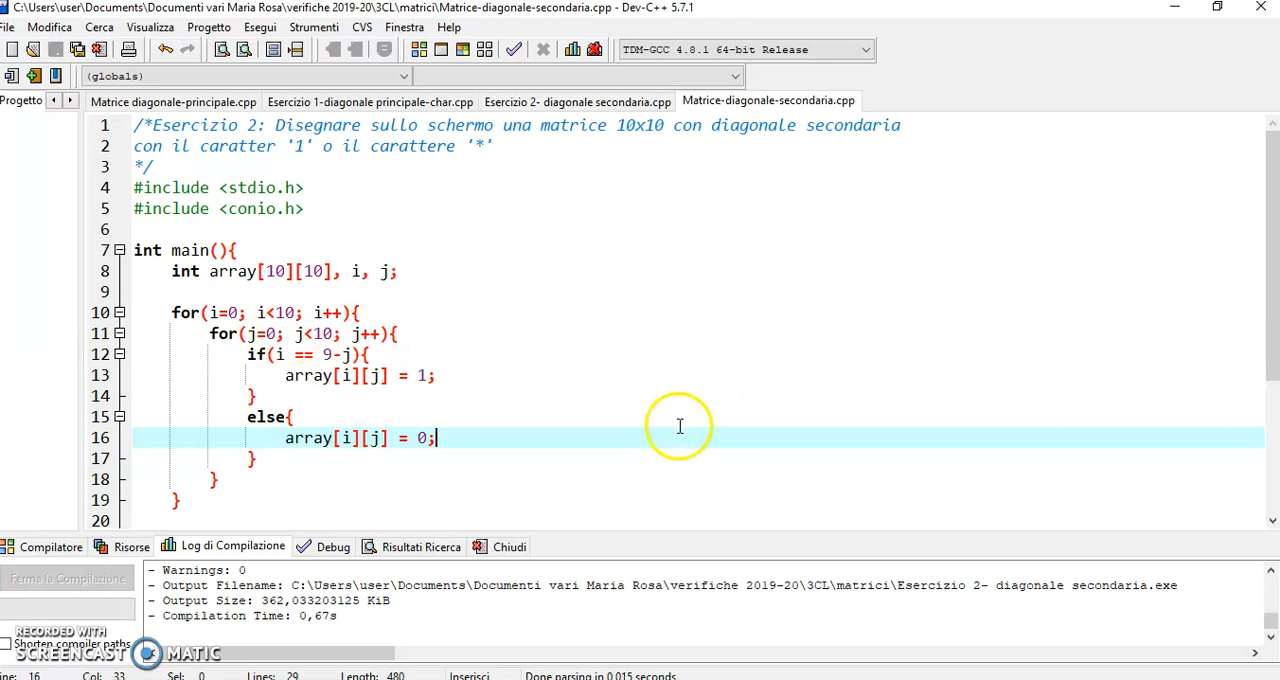 C:\Users\user\Documents\Documenti vari Maria Rosa\verifiche 2019-20\3CL\matrici\Matrice-diagonale-secondaria.cpp - Dev-C++ 5.7.1
File Modifica Cerca Visualizza Progetto Esegui Strumenti CVS Finestra Help
TDM-GCC 4.8.1 64-bit Release
(globals)
Progetto Matrice diagonale-principale.cpp Esercizio 1-diagonale principale-char.cpp Esercizio 2- diagonale secondaria.cpp Matrice-diagonale-secondaria.cpp
1 /*Esercizio 2: Disegnare sullo schermo una matrice 10x10 con diagonale secondaria
2 con il caratter '1' o il carattere '*'
3 */
4 #include <stdio.h>
5 #include <conio.h>
6
7 int main(){
8 int array[10][10], i, j;
9
10 for(i=0; i<10; i++){
11 for(j=0; j<10; j++){
12 if(i == 9-j){
13 array[i][j] = 1;
14 }
15 else{
16 array[i][j] = 0;
17 }
18 }
19 }
20
Compilatore Risorse Log di Compilazione Debug Risultati Ricerca Chiudi
- Warnings: 0
Ferma la Compilazione
- Output Filename: C:\Users\user\Documents\Documenti vari Maria Rosa\verifiche 2019-20\3CL\matrici\Esercizio 2- diagonale secondaria.exe
- Output Size: 362,033203125 KiB
- Compilation Time: 0,67s
RECORDED WITH
Shorten compiler paths
SCREENCAST MATIC
ine: 16 Col: 33 Sel: 0 Lines: 29 Length: 480 Inserisci Done parsing in 0.015 seconds